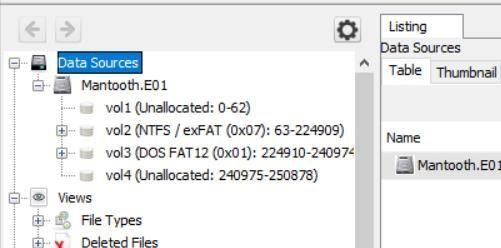 Data Sources
Mantooth.E01
vol1 (Unallocated: 0-62)
vol2 (NTFS / exFAT (0x07): 63-224909)
vol3 (DOS FAT12 (0x01): 224910-240974
vol4 (Unallocated: 240975-250878)
Views
File Types
Deleted Files
Listing
Data Sources
Table Thumbnail
Name
Mantooth.E01